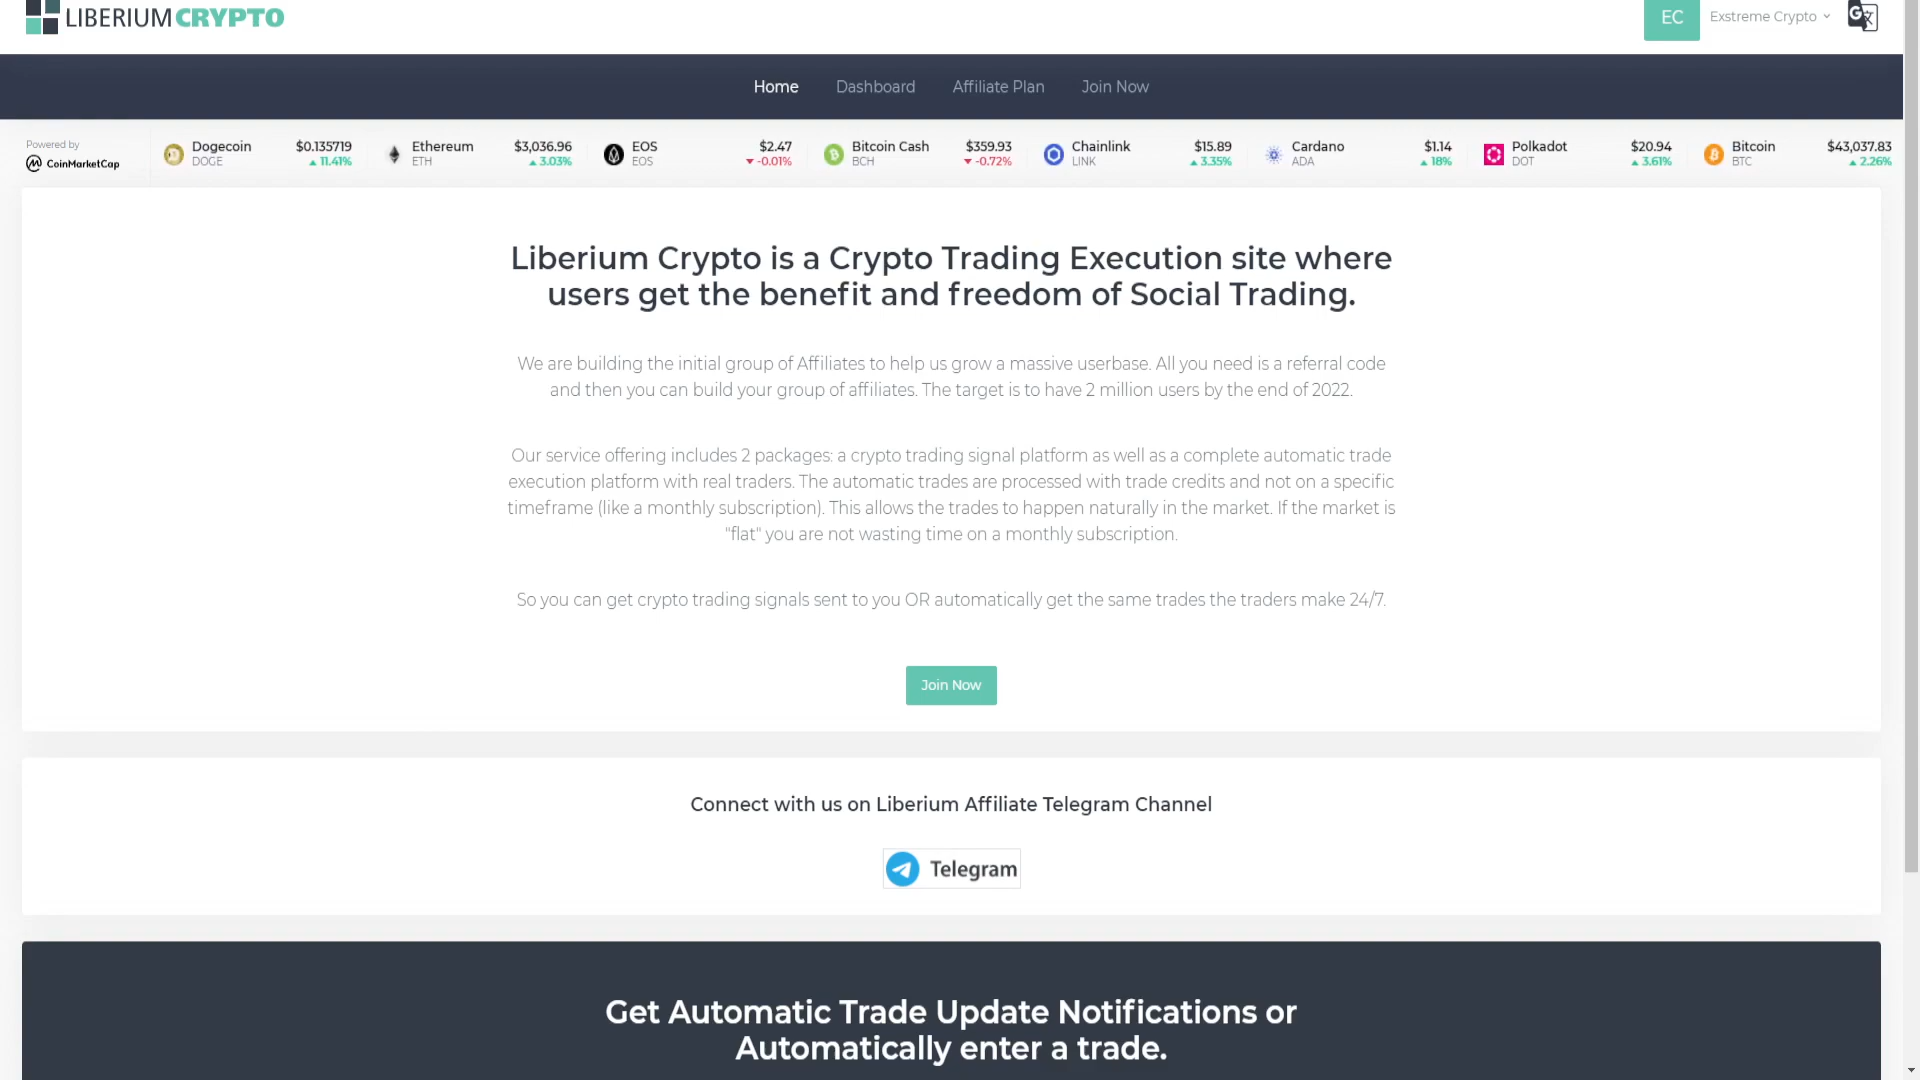 LIBERIUM CRYPTO
EC Exstreme Crypto
Home Dashboard Affiliate Plan Join Now
Powered by
CoinMarketCap
Dogecoin $0.135719
DOGE 11.41%
Ethereum $3,036.96
ETH 3.03%
EOS $2.47
EOS -0.01%
Bitcoin Cash $359.93
BCH -0.72%
Chainlink $15.89
LINK 3.35%
Cardano $1.14
ADA 18%
Polkadot $20.94
DOT 3.61%
Bitcoin $43,037.83
BTC 2.26%
Liberium Crypto is a Crypto Trading Execution site where
users get the benefit and freedom of Social Trading.
We are building the initial group of Affiliates to help us grow a massive userbase. All you need is a referral code
and then you can build your group of affiliates. The target is to have 2 million users by the end of 2022.
Our service offering includes 2 packages: a crypto trading signal platform as well as a complete automatic trade
execution platform with real traders. The automatic trades are processed with trade credits and not on a specific
timeframe (like a monthly subscription). This allows the trades to happen naturally in the market. If the market is
"flat" you are not wasting time on a monthly subscription.
So you can get crypto trading signals sent to you OR automatically get the same trades the traders make 24/7.
Join Now
Connect with us on Liberium Affiliate Telegram Channel
Telegram
Get Automatic Trade Update Notifications or
Automatically enter a trade.